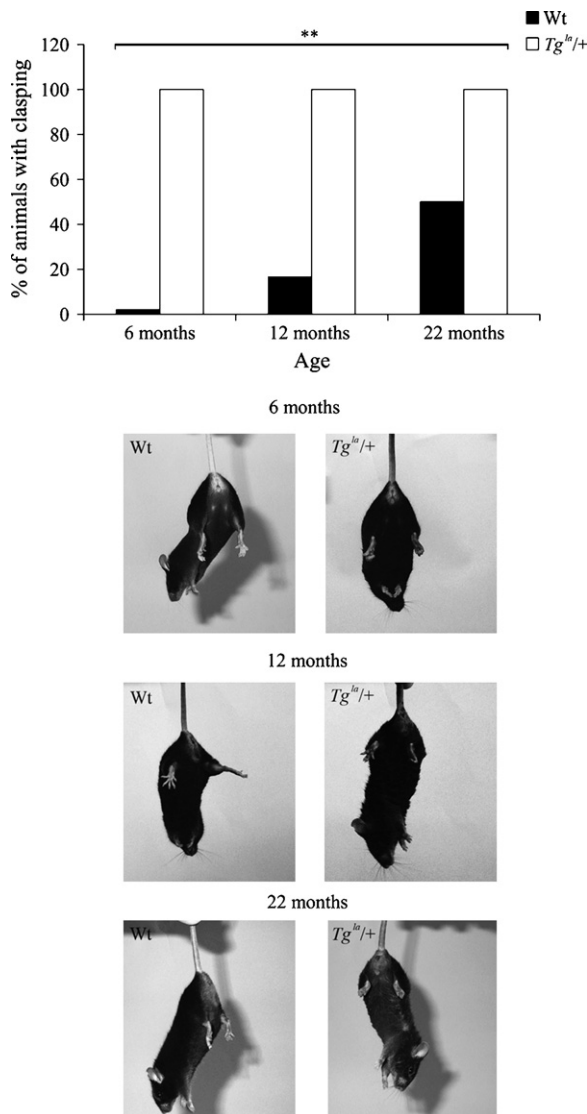 ■ Wt
□ Tg^la/+
**
% of animals with clasping
120
100
80
60
40
20
0
6 months 12 months 22 months
Age
6 months
Wt Tg^la/+
12 months
Wt Tg^la/+
22 months
Wt Tg^la/+